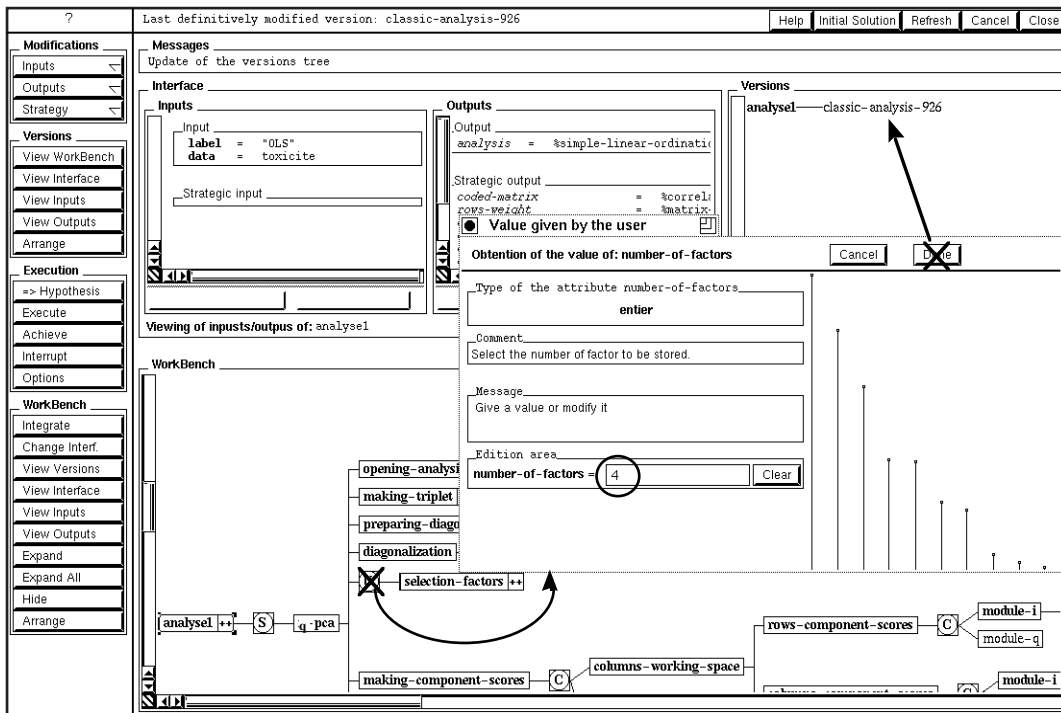 ?
Last definitively modified version: classic-analysis-926
Help
Initial Solution
Refresh
Cancel
Close
Modifications
Inputs
Outputs
Strategy
Versions
View WorkBench
View Interface
View Inputs
View Outputs
Arrange
Execution
=> Hypothesis
Execute
Achieve
Interrupt
Options
WorkBench
Integrate
Change Interf.
View Versions
View Interface
View Inputs
View Outputs
Expand
Expand All
Hide
Arrange
Messages
Update of the versions tree
Interface
Inputs
Input
label = "OLS"
data = toxicite
Strategic input
Outputs
Output
analysis = %simple-linear-ordinatio
Strategic output
coded-matrix = %correla
rows-weight = %matrix-
Viewing of inpusts/outpus of: analyse1
Versions
analyse1
classic-analysis-926
Value given by the user
Obtention of the value of: number-of-factors
Cancel
Type of the attribute number-of-factors
entier
Comment
Select the number of factor to be stored.
Message
Give a value or modify it
Edition area
number-of-factors = 4
Clear
WorkBench
opening-analysi
making-triplet
preparing-diago
diagonalization
selection-factors ++
analyse1 ++
S
q-pca
making-component-scores
C
columns-working-space
rows-component-scores
C
module-i
module-q
module-i